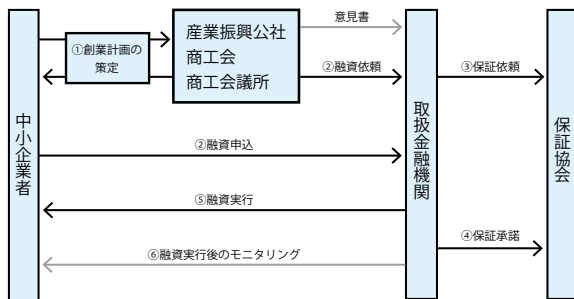 意見書
産業振興公社
商工会
商工会議所
①創業計画の
策定
②融資依頼
③保証依頼
中小企業者
取扱金融機関
保証協会
②融資申込
⑤融資実行
④保証承諾
⑥融資実行後のモニタリング